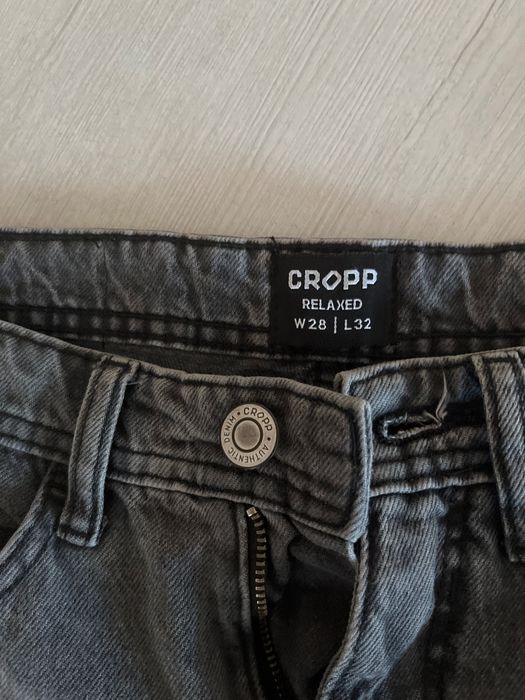 CROPP
RELAXED
W28 | L32
CROPP • AUTHENTIC • DENIM •